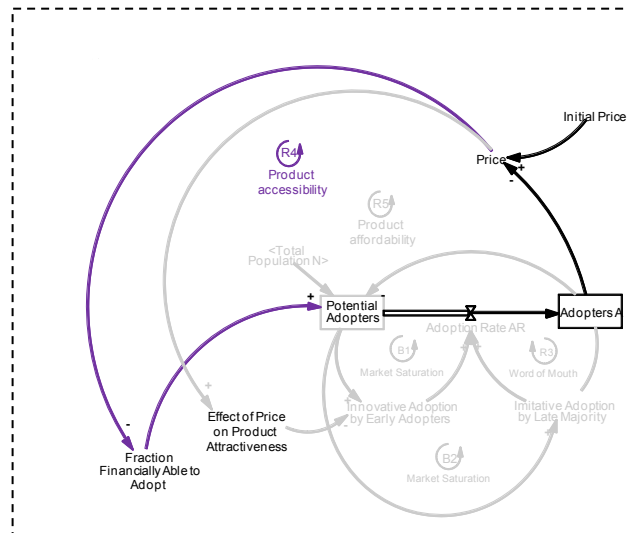 Initial Price
Price
+
-
R4
Product
accessibility
R5
Product
affordability
<Total
Population N>
+
-
Potential
Adopters
Adopters A
Adoption Rate AR
+
+
B1
Market Saturation
R3
Word of Mouth
+
Effect of Price
on Product
Attractiveness
+
-
Innovative Adoption
by Early Adopters
Imitative Adoption
by Late Majority
+
-
Fraction
Financially Able to
Adopt
B2
Market Saturation